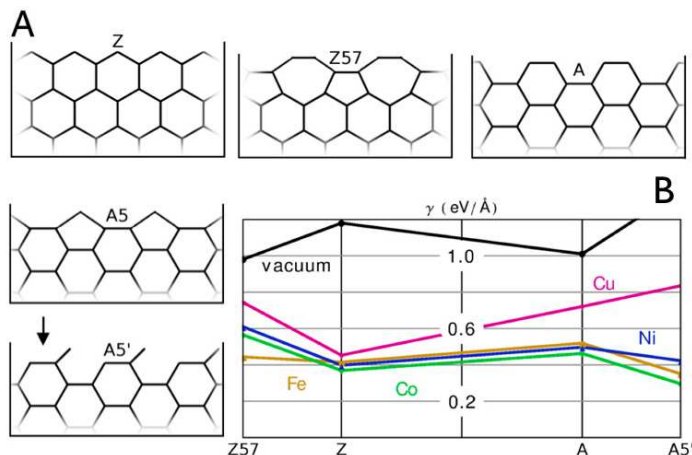 A
Z
Z57
A
A5
A5'
B
γ (eV/Å)
vacuum
1.0
Cu
0.6
Ni
Fe
Co
0.2
Z57
Z
A
A5'